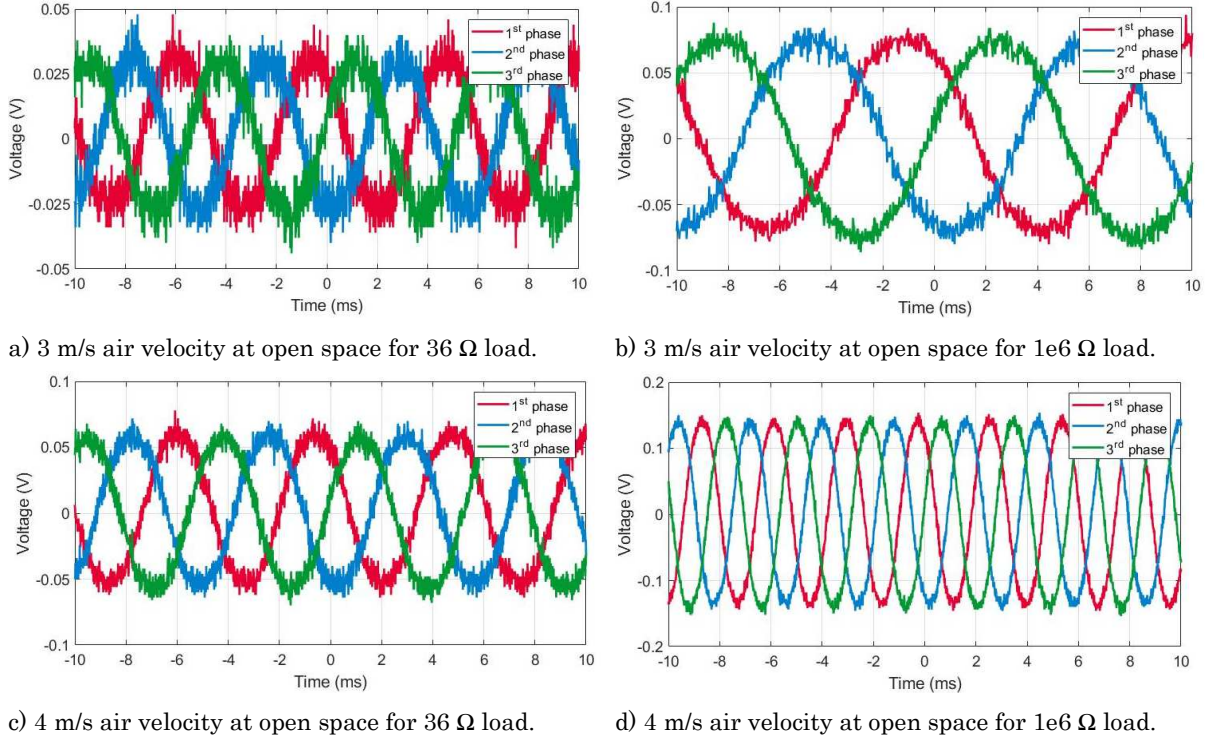 0.05
0.025
0
-0.025
-0.05
Voltage (V)
-10 -8 -6 -4 -2 0 2 4 6 8 10
Time (ms)
1st phase
2nd phase
3rd phase
0.1
0.05
0
-0.05
-0.1
Voltage (V)
-10 -8 -6 -4 -2 0 2 4 6 8 10
Time (ms)
1st phase
2nd phase
3rd phase
a) 3 m/s air velocity at open space for 36 Ω load.
b) 3 m/s air velocity at open space for 1e6 Ω load.
0.1
0.05
0
-0.05
-0.1
Voltage (V)
-10 -8 -6 -4 -2 0 2 4 6 8 10
Time (ms)
1st phase
2nd phase
3rd phase
0.2
0.1
0
-0.1
-0.2
Voltage (V)
-10 -8 -6 -4 -2 0 2 4 6 8 10
Time (ms)
1st phase
2nd phase
3rd phase
c) 4 m/s air velocity at open space for 36 Ω load.
d) 4 m/s air velocity at open space for 1e6 Ω load.